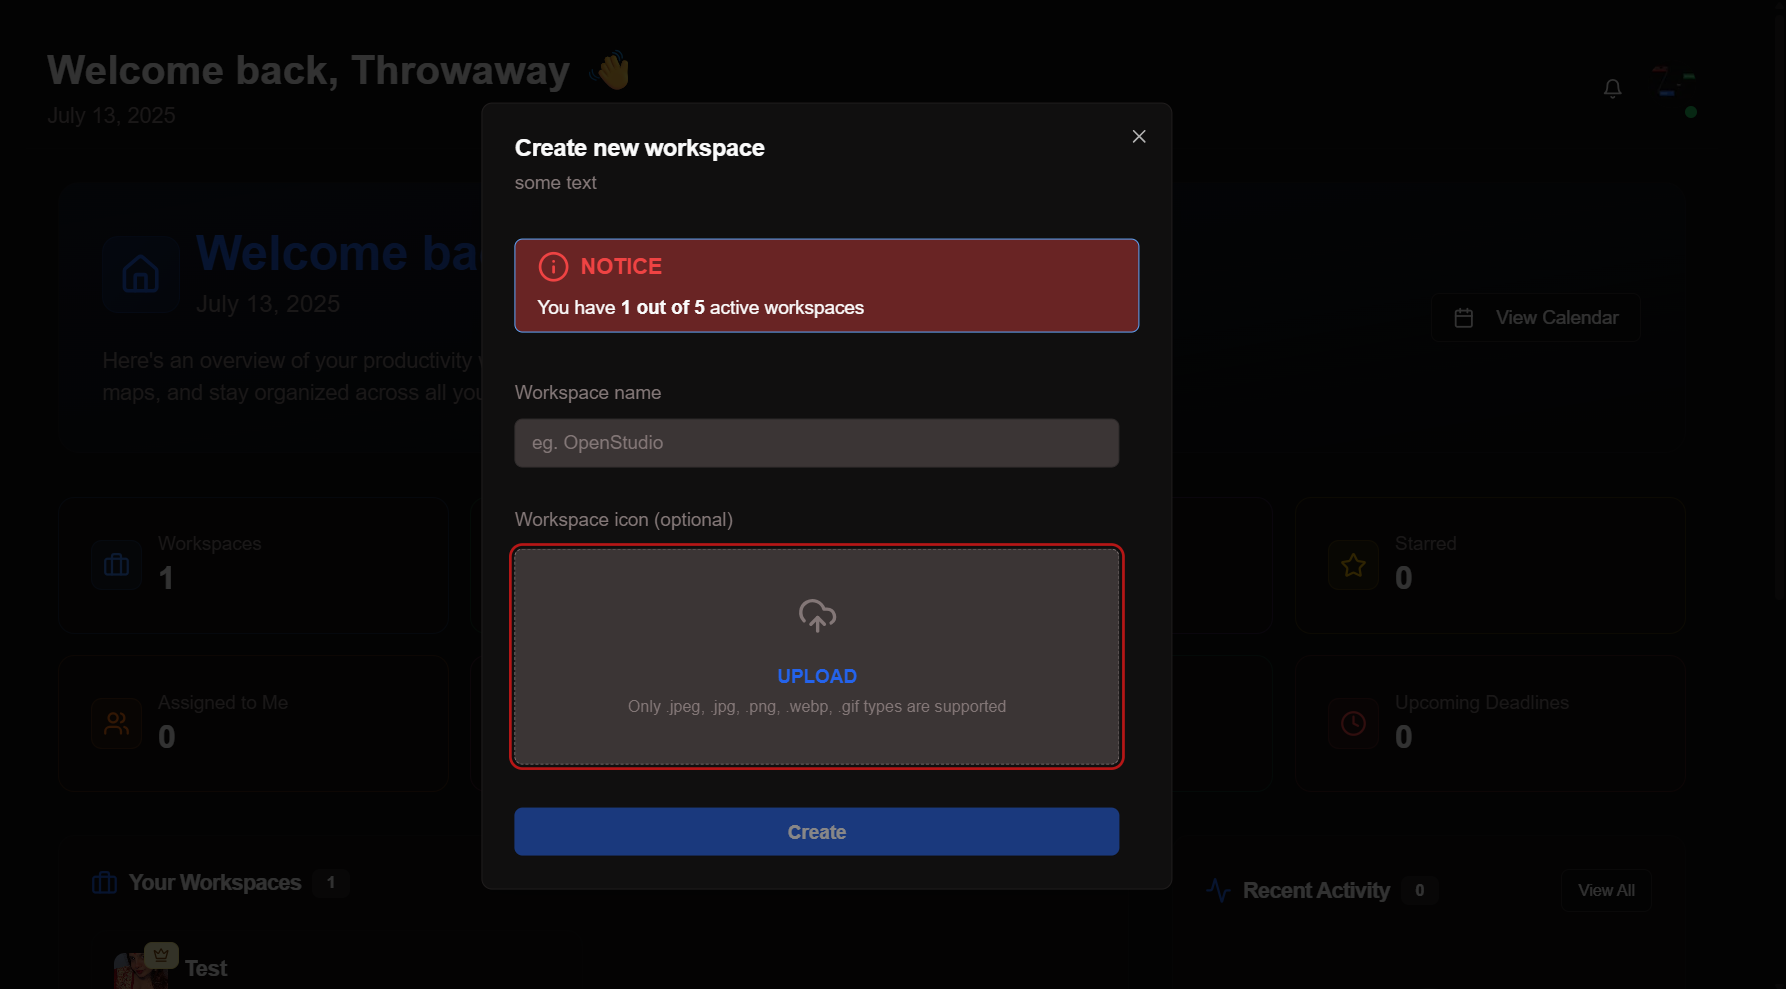 Welcome back, Throwaway 👋
July 13, 2025
Create new workspace
some text
NOTICE
You have 1 out of 5 active workspaces
Workspace name
eg. OpenStudio
Workspace icon (optional)
UPLOAD
Only .jpeg, .jpg, .png, .webp, .gif types are supported
Create
Welcome ba
July 13, 2025
Here's an overview of your productivity
maps, and stay organized across all you
View Calendar
Workspaces
1
Starred
0
Assigned to Me
0
Upcoming Deadlines
0
Your Workspaces 1
Test
Recent Activity 0
View All